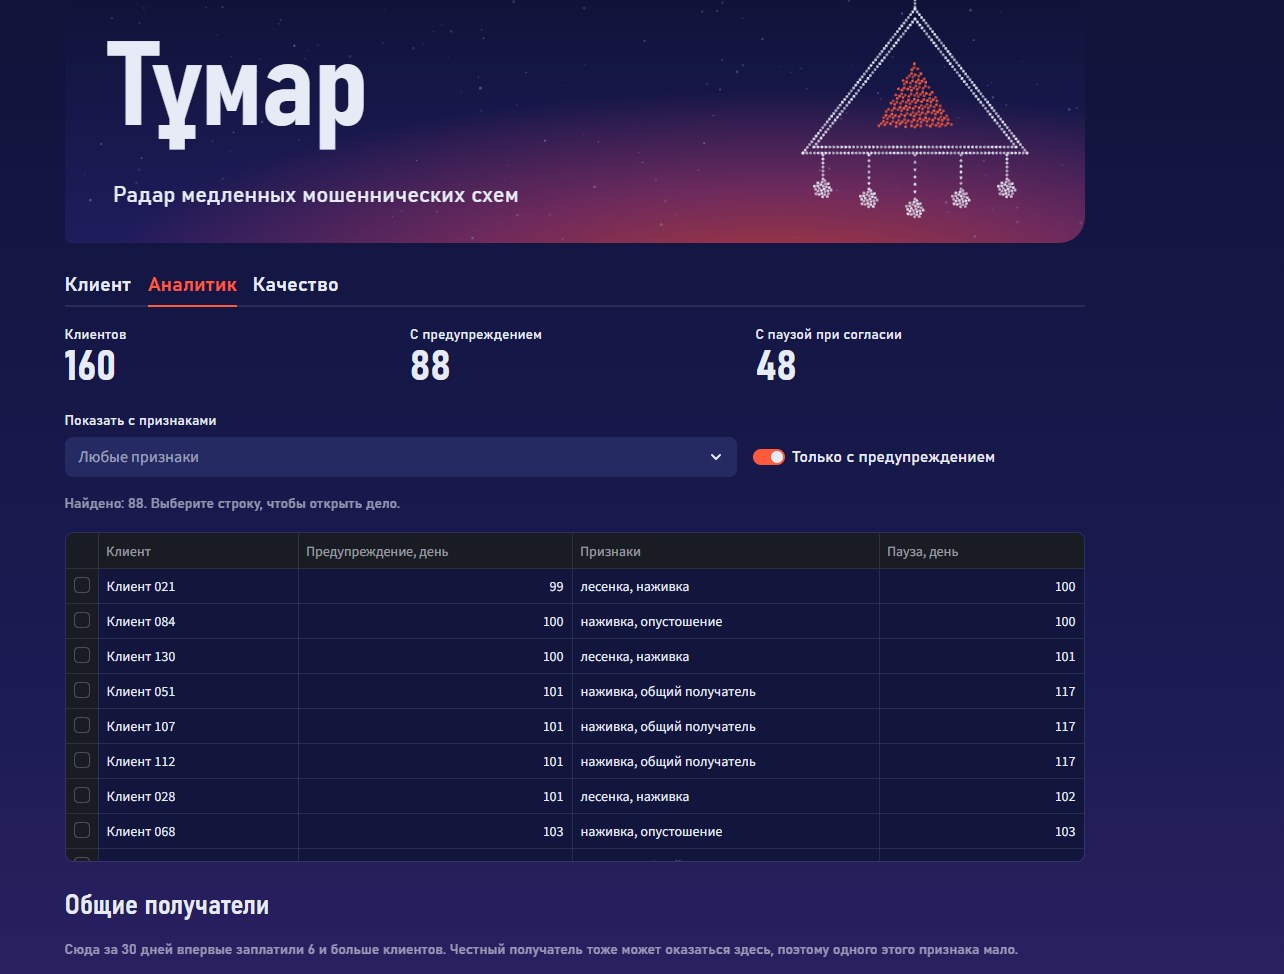 Тұмар
Радар медленных мошеннических схем
Клиент Аналитик Качество
Клиентов С предупреждением С паузой при согласии
160 88 48
Показать с признаками
Любые признаки Только с предупреждением
Найдено: 88. Выберите строку, чтобы открыть дело.
Клиент Предупреждение, день Признаки Пауза, день
Клиент 021 99 лесенка, наживка 100
Клиент 084 100 наживка, опустошение 100
Клиент 130 100 лесенка, наживка 101
Клиент 051 101 наживка, общий получатель 117
Клиент 107 101 наживка, общий получатель 117
Клиент 112 101 наживка, общий получатель 117
Клиент 028 101 лесенка, наживка 102
Клиент 068 103 наживка, опустошение 103
Общие получатели
Сюда за 30 дней впервые заплатили 6 и больше клиентов. Честный получатель тоже может оказаться здесь, поэтому одного этого признака мало.